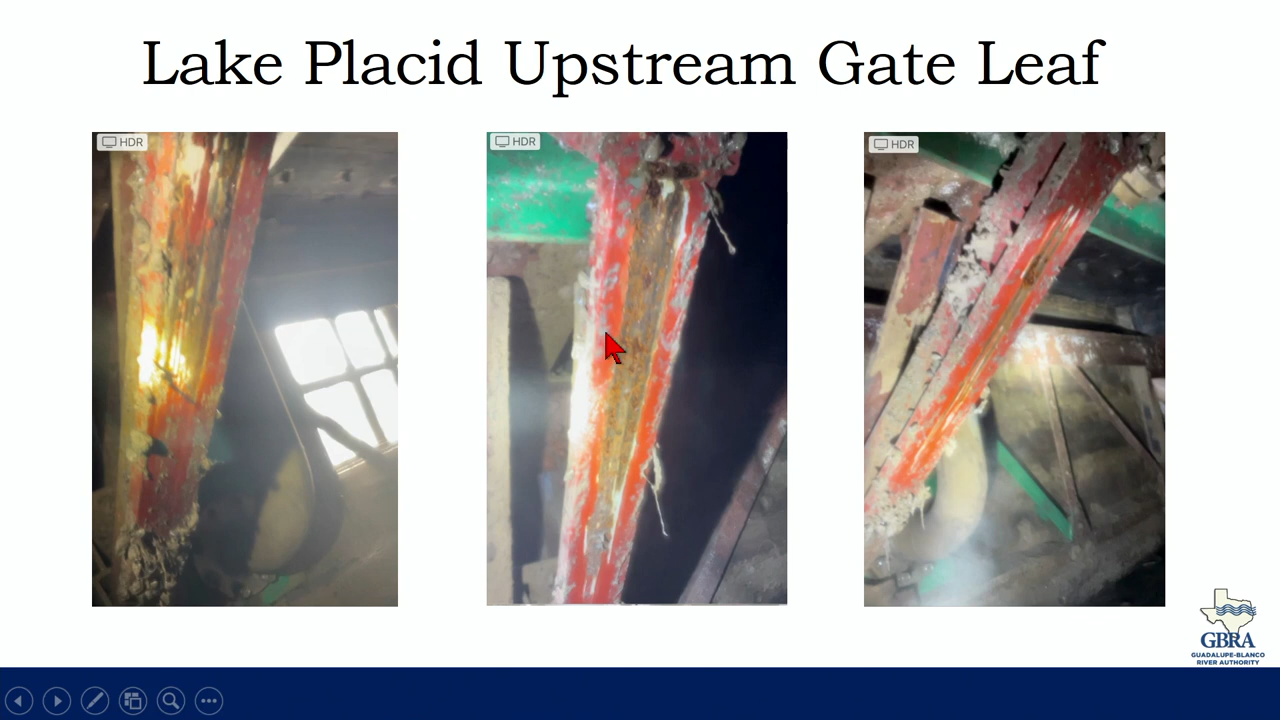 Lake Placid Upstream Gate Leaf
HDR
HDR
HDR
GBRA
GUADALUPE-BLANCO
RIVER AUTHORITY